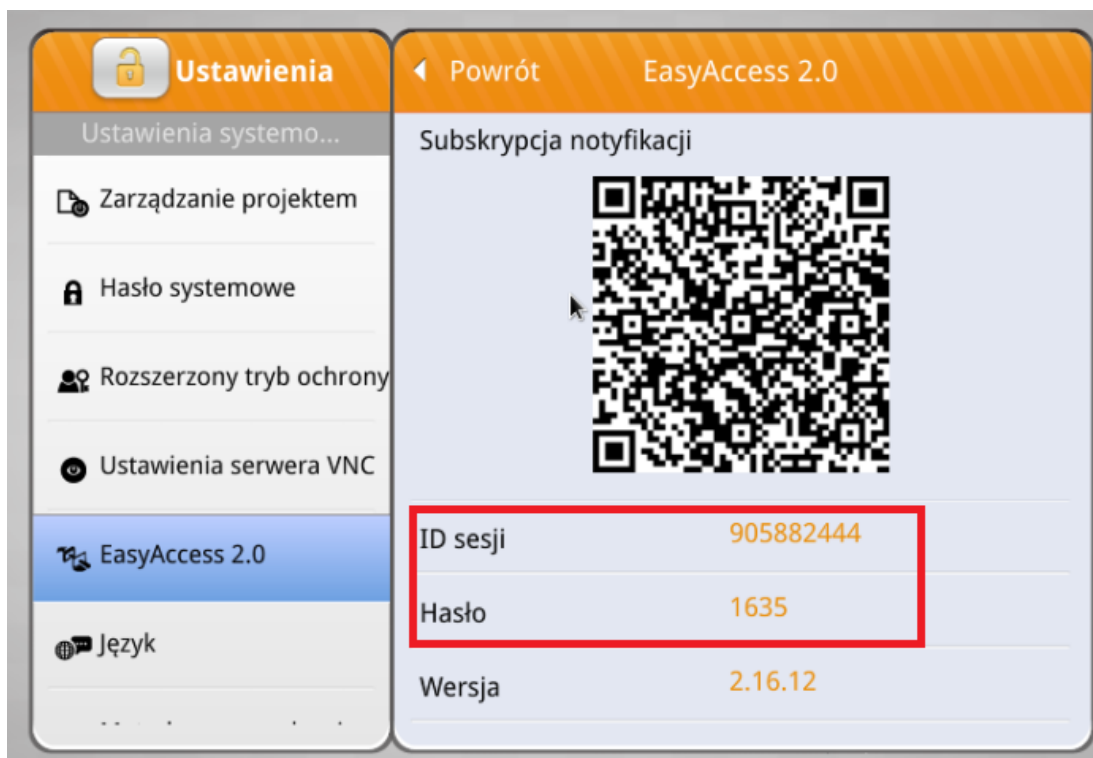 Ustawienia
Ustawienia systemo...
Zarządzanie projektem
Hasło systemowe
Rozszerzony tryb ochrony
Ustawienia serwera VNC
EasyAccess 2.0
Język
Powrót
EasyAccess 2.0
Subskrypcja notyfikacji
ID sesji 905882444
Hasło 1635
Wersja 2.16.12